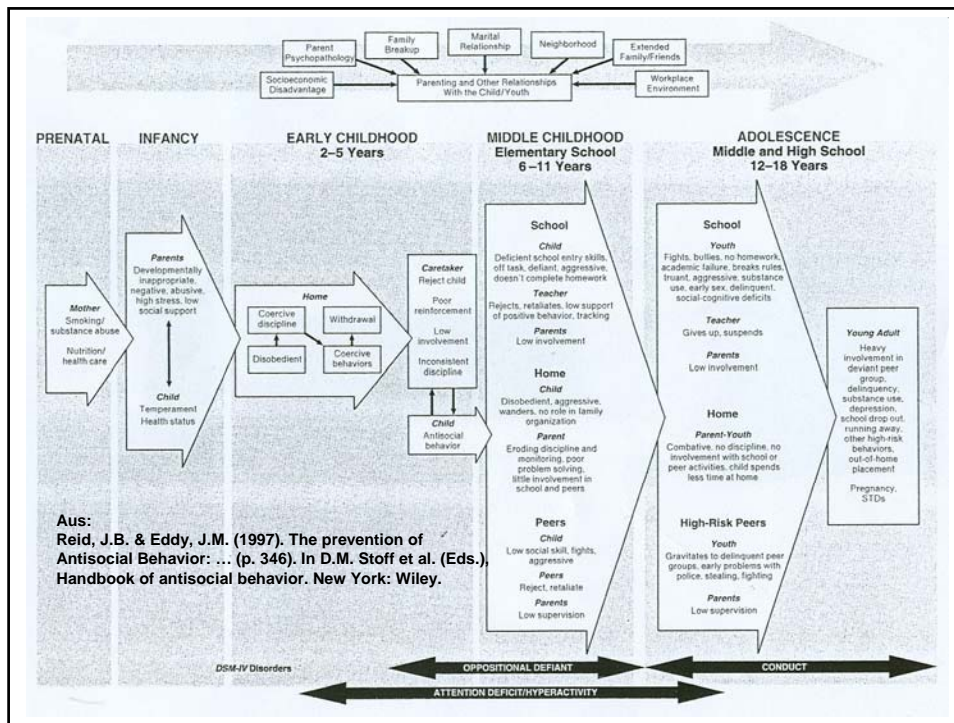 Parent
Psychopathology
Family
Breakup
Marital
Relationship
Neighborhood
Extended
Family/Friends
Socioeconomic
Disadvantage
Parenting and Other Relationships
With the Child/Youth
Workplace
Environment
PRENATAL
INFANCY
EARLY CHILDHOOD
2–5 Years
MIDDLE CHILDHOOD
Elementary School
6–11 Years
ADOLESCENCE
Middle and High School
12–18 Years
Mother
Smoking/
substance abuse
Nutrition/
health care
Parents
Developmentally
inappropriate,
negative, abusive,
high stress, low
social support
Child
Temperament
Health status
Home
Coercive
discipline
Withdrawal
Disobedient
Coercive
behaviors
Caretaker
Reject child
Poor
reinforcement
Low
involvement
Inconsistent
discipline
Child
Antisocial
behavior
School
Child
Deficient school entry skills,
off task, defiant, aggressive,
doesn't complete homework
Teacher
Rejects, retaliates, low support
of positive behavior, tracking
Parents
Low involvement
Home
Child
Disobedient, aggressive,
wanders, no role in family
organization
Parent
Eroding discipline and
monitoring, poor
problem solving,
little involvement in
school and peers
Peers
Child
Low social skill, fights,
aggressive
Peers
Reject, retaliate
Parents
Low supervision
School
Youth
Fights, bullies, no homework,
academic failure, breaks rules,
truant, aggressive, substance
use, early sex, delinquent,
social-cognitive deficits
Teacher
Gives up, suspends
Parents
Low involvement
Home
Parent-Youth
Combative, no discipline, no
involvement with school or
peer activities, child spends
less time at home
High-Risk Peers
Youth
Gravitates to delinquent peer
groups, early problems with
police, stealing, fighting
Parents
Low supervision
Young Adult
Heavy
involvement in
deviant peer
group,
delinquency,
substance use,
depression,
school drop out,
running away,
other high-risk
behaviors,
out-of-home
placement
Pregnancy,
STDs
Aus:
Reid, J.B. & Eddy, J.M. (1997). The prevention of
Antisocial Behavior: … (p. 346). In D.M. Stoff et al. (Eds.),
Handbook of antisocial behavior. New York: Wiley.
DSM-IV Disorders
OPPOSITIONAL DEFIANT
CONDUCT
ATTENTION DEFICIT/HYPERACTIVITY